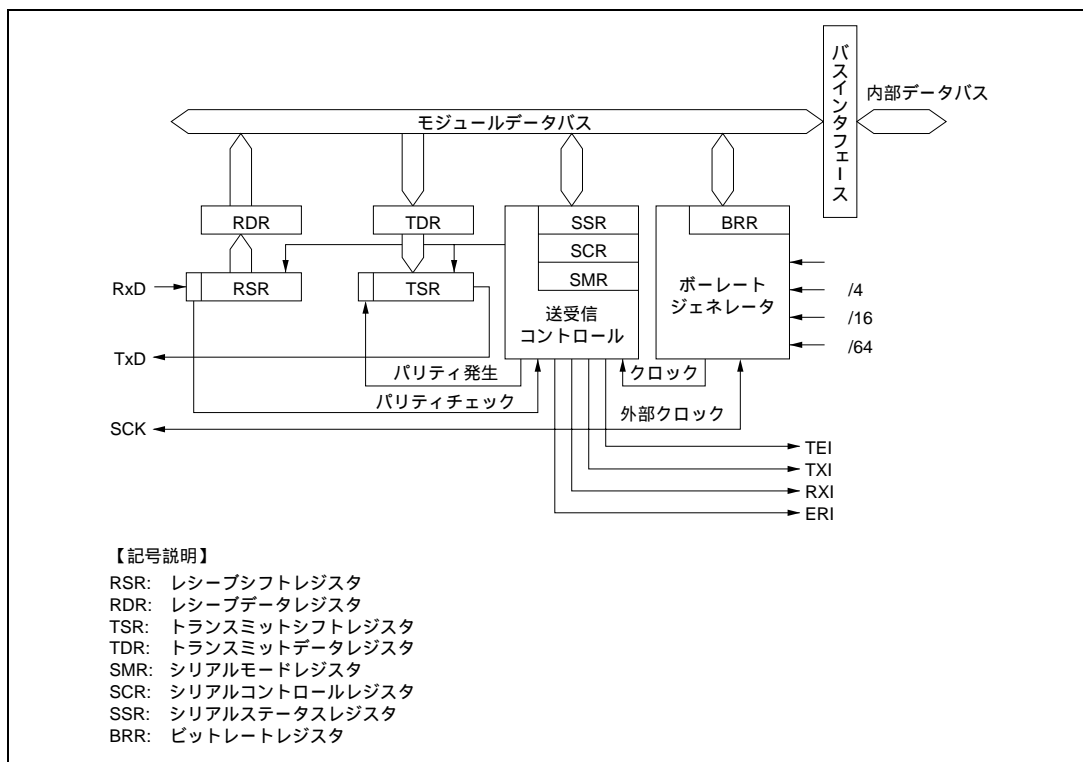 バスインタフェース
内部データバス
モジュールデータバス
RDR
TDR
SSR
BRR
SCR
RxD
RSR
TSR
SMR
ボーレート
ジェネレータ
/4
/16
/64
送受信
コントロール
TxD
パリティ発生
クロック
パリティチェック
外部クロック
SCK
TEI
TXI
RXI
ERI
【記号説明】
RSR: レシーブシフトレジスタ
RDR: レシーブデータレジスタ
TSR: トランスミットシフトレジスタ
TDR: トランスミットデータレジスタ
SMR: シリアルモードレジスタ
SCR: シリアルコントロールレジスタ
SSR: シリアルステータスレジスタ
BRR: ビットレートレジスタ